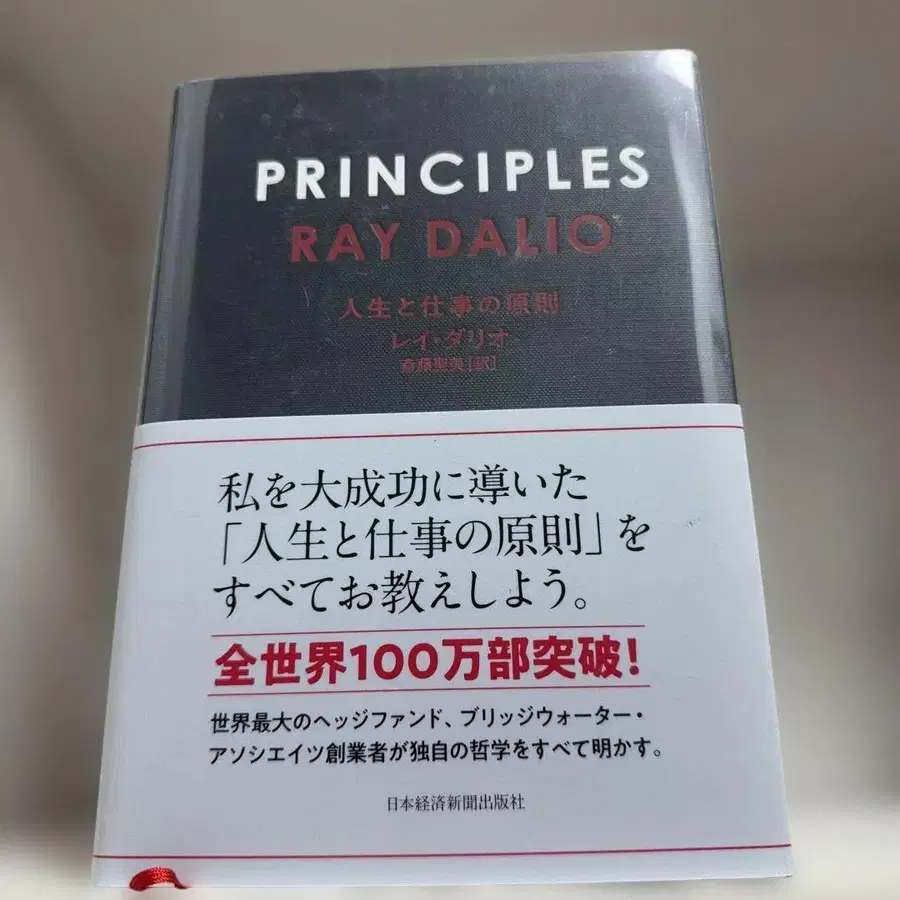 PRINCIPLES
RAY DALIO
人生と仕事の原則
レイ・ダリオ
斎藤聖美[訳]
私を大成功に導いた
「人生と仕事の原則」を
すべてお教えしよう。
全世界100万部突破!
世界最大のヘッジファンド、ブリッジウォーター・
アソシエイツ創業者が独自の哲学をすべて明かす。
日本経済新聞出版社